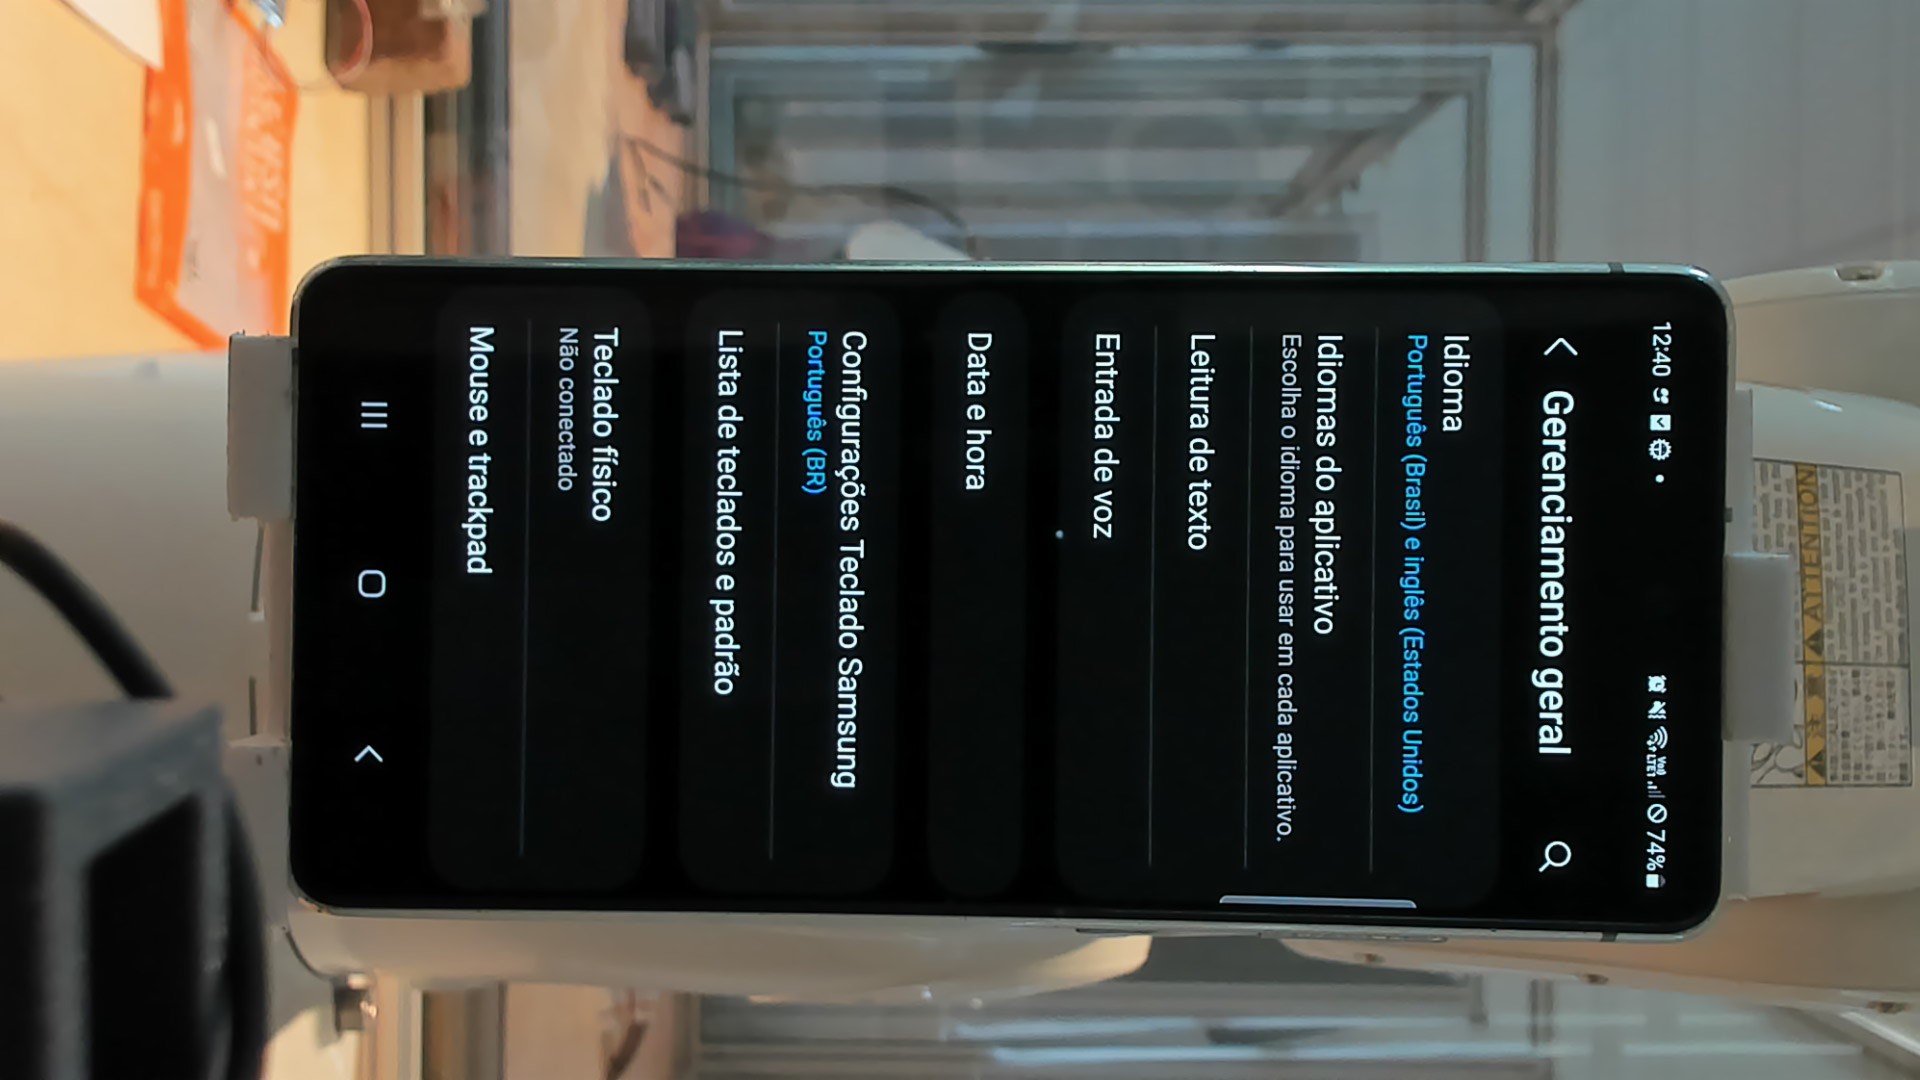 12:40
74%
Gerenciamento geral
Idioma
Português (Brasil) e inglês (Estados Unidos)
Idiomas do aplicativo
Escolha o idioma para usar em cada aplicativo.
Leitura de texto
Entrada de voz
Data e hora
Configurações Teclado Samsung
Português (BR)
Lista de teclados e padrão
Teclado físico
Não conectado
Mouse e trackpad
ATTENTION